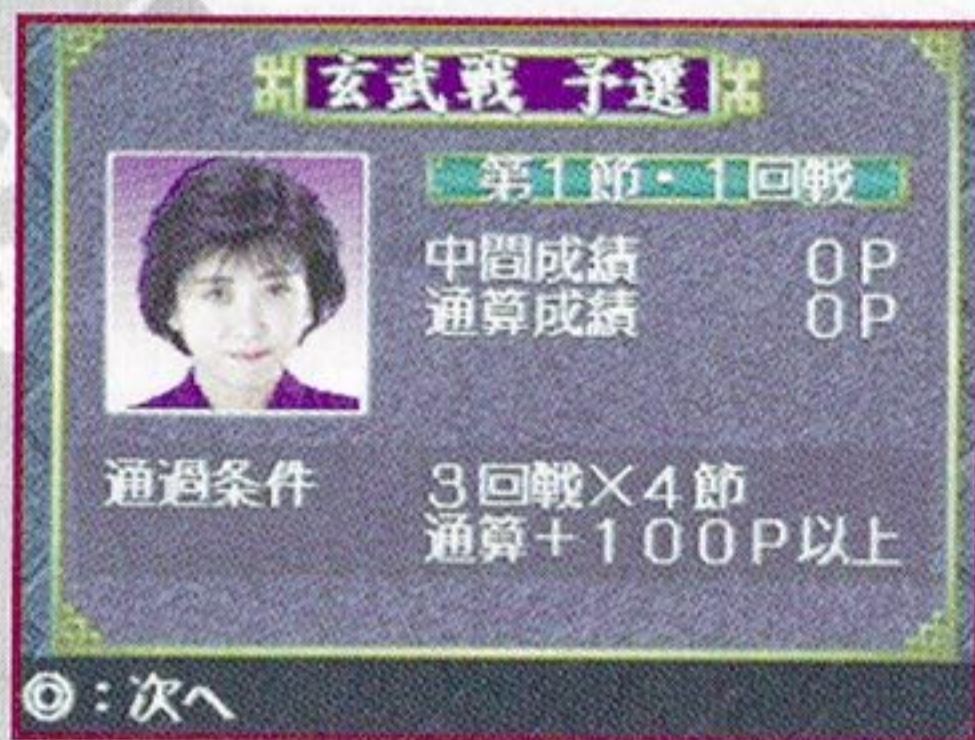 玄武戦 予選
第1節・1回戦
中間成績 0P
通算成績 0P
通過条件 3回戦×4節
通算+100P以上
◎:次へ